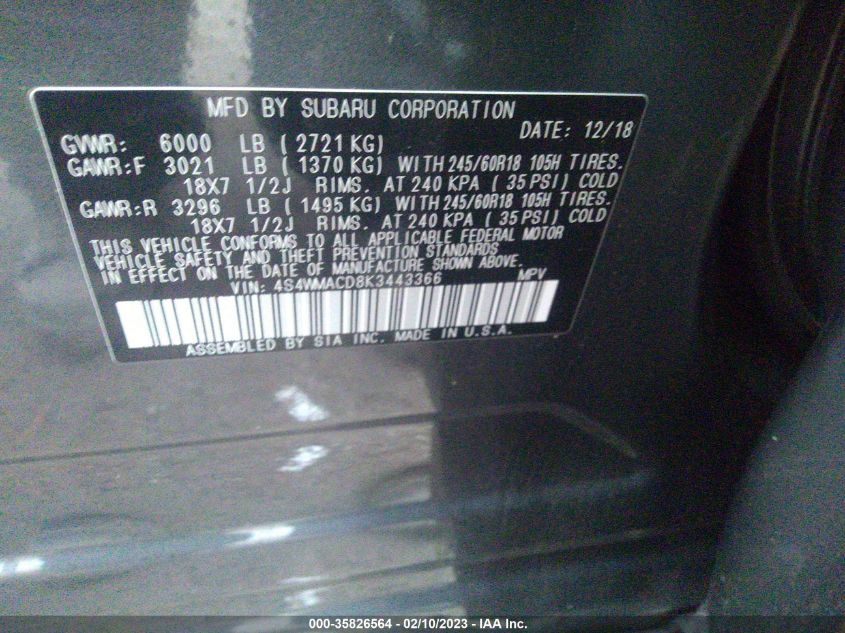 MFD BY SUBARU CORPORATION
DATE: 12/18
GVWR: 6000 LB ( 2721 KG)
GAWR:F 3021 LB ( 1370 KG) WITH 245/60R18 105H TIRES.
18X7 1/2J RIMS. AT 240 KPA ( 35 PSI) COLD
GAWR:R 3296 LB ( 1495 KG) WITH 245/60R18 105H TIRES.
18X7 1/2J RIMS. AT 240 KPA ( 35 PSI) COLD
THIS VEHICLE CONFORMS TO ALL APPLICABLE FEDERAL MOTOR
VEHICLE SAFETY AND THEFT PREVENTION STANDARDS
IN EFFECT ON THE DATE OF MANUFACTURE SHOWN ABOVE.
VIN: 4S4WMACD8K3443366 MPV
ASSEMBLED BY SIA INC. MADE IN U.S.A.
000-35826564 - 02/10/2023 - IAA Inc.